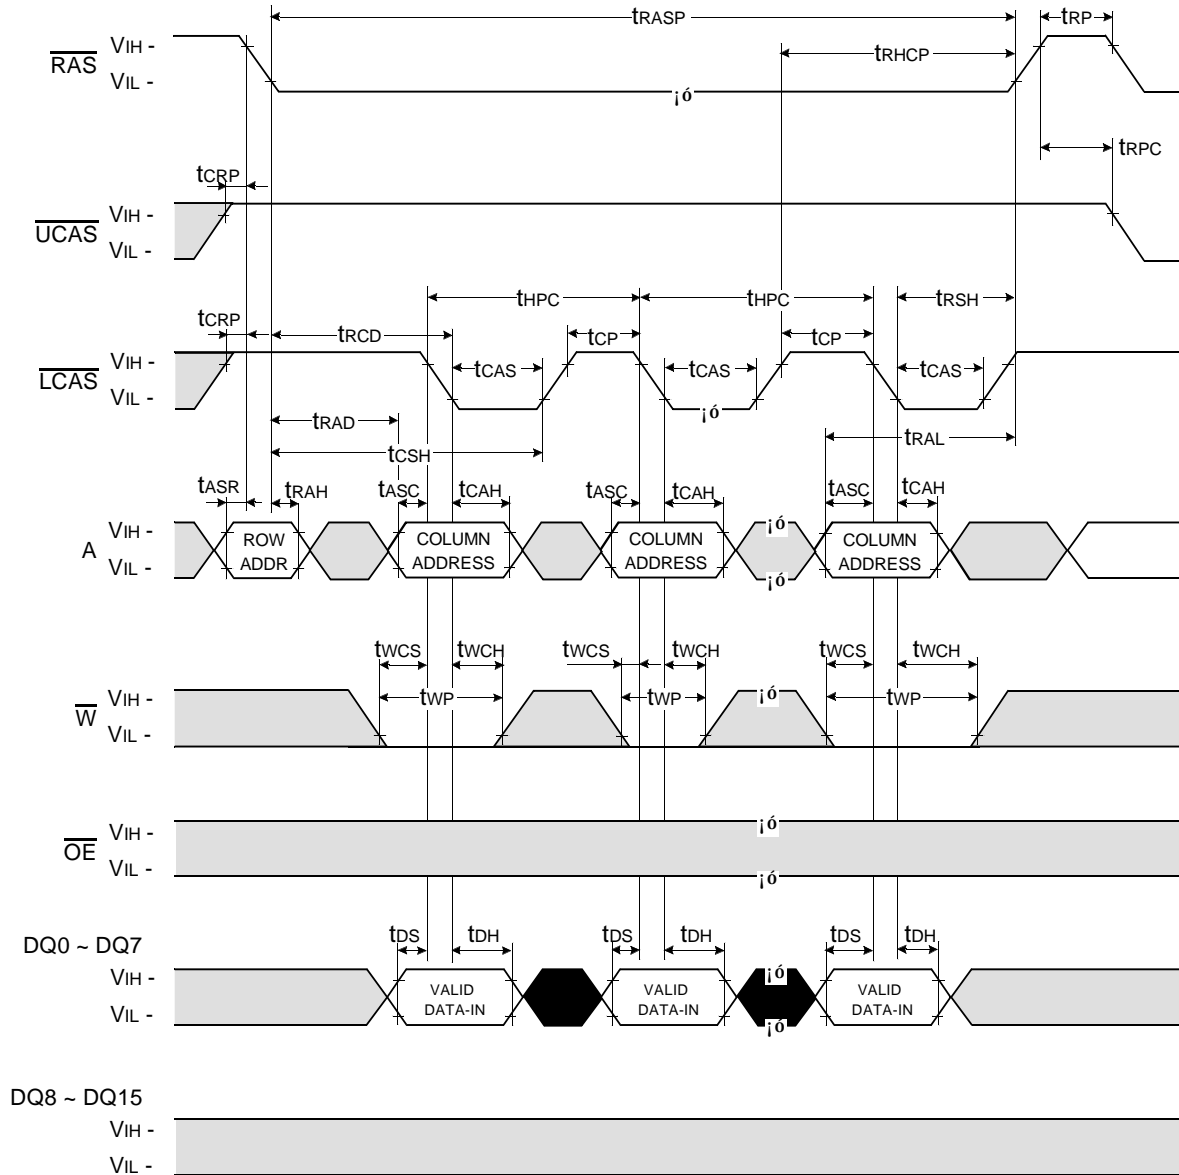 tRASP
tRP
RAS VIH -
VIL -
tRHCP
¡ó
tRPC
tCRP
UCAS VIH -
VIL -
tHPC tHPC tRSH
tCRP tRCD tCP tCP
LCAS VIH -
VIL -
tCAS tCAS tCAS
¡ó
tRAD
tRAL
tCSH
tASR tRAH tASC tCAH tASC tCAH tASC tCAH
A VIH -
VIL -
ROW
ADDR
COLUMN
ADDRESS
COLUMN
ADDRESS
¡ó
¡ó
COLUMN
ADDRESS
tWCS tWCH tWCS tWCH tWCS tWCH
W VIH -
VIL -
tWP tWP ¡ó tWP
OE VIH -
VIL -
¡ó
¡ó
DQ0 ~ DQ7
tDS tDH tDS tDH tDS tDH
VIH -
VIL -
VALID
DATA-IN
VALID
DATA-IN
¡ó
¡ó
VALID
DATA-IN
DQ8 ~ DQ15
VIH -
VIL -